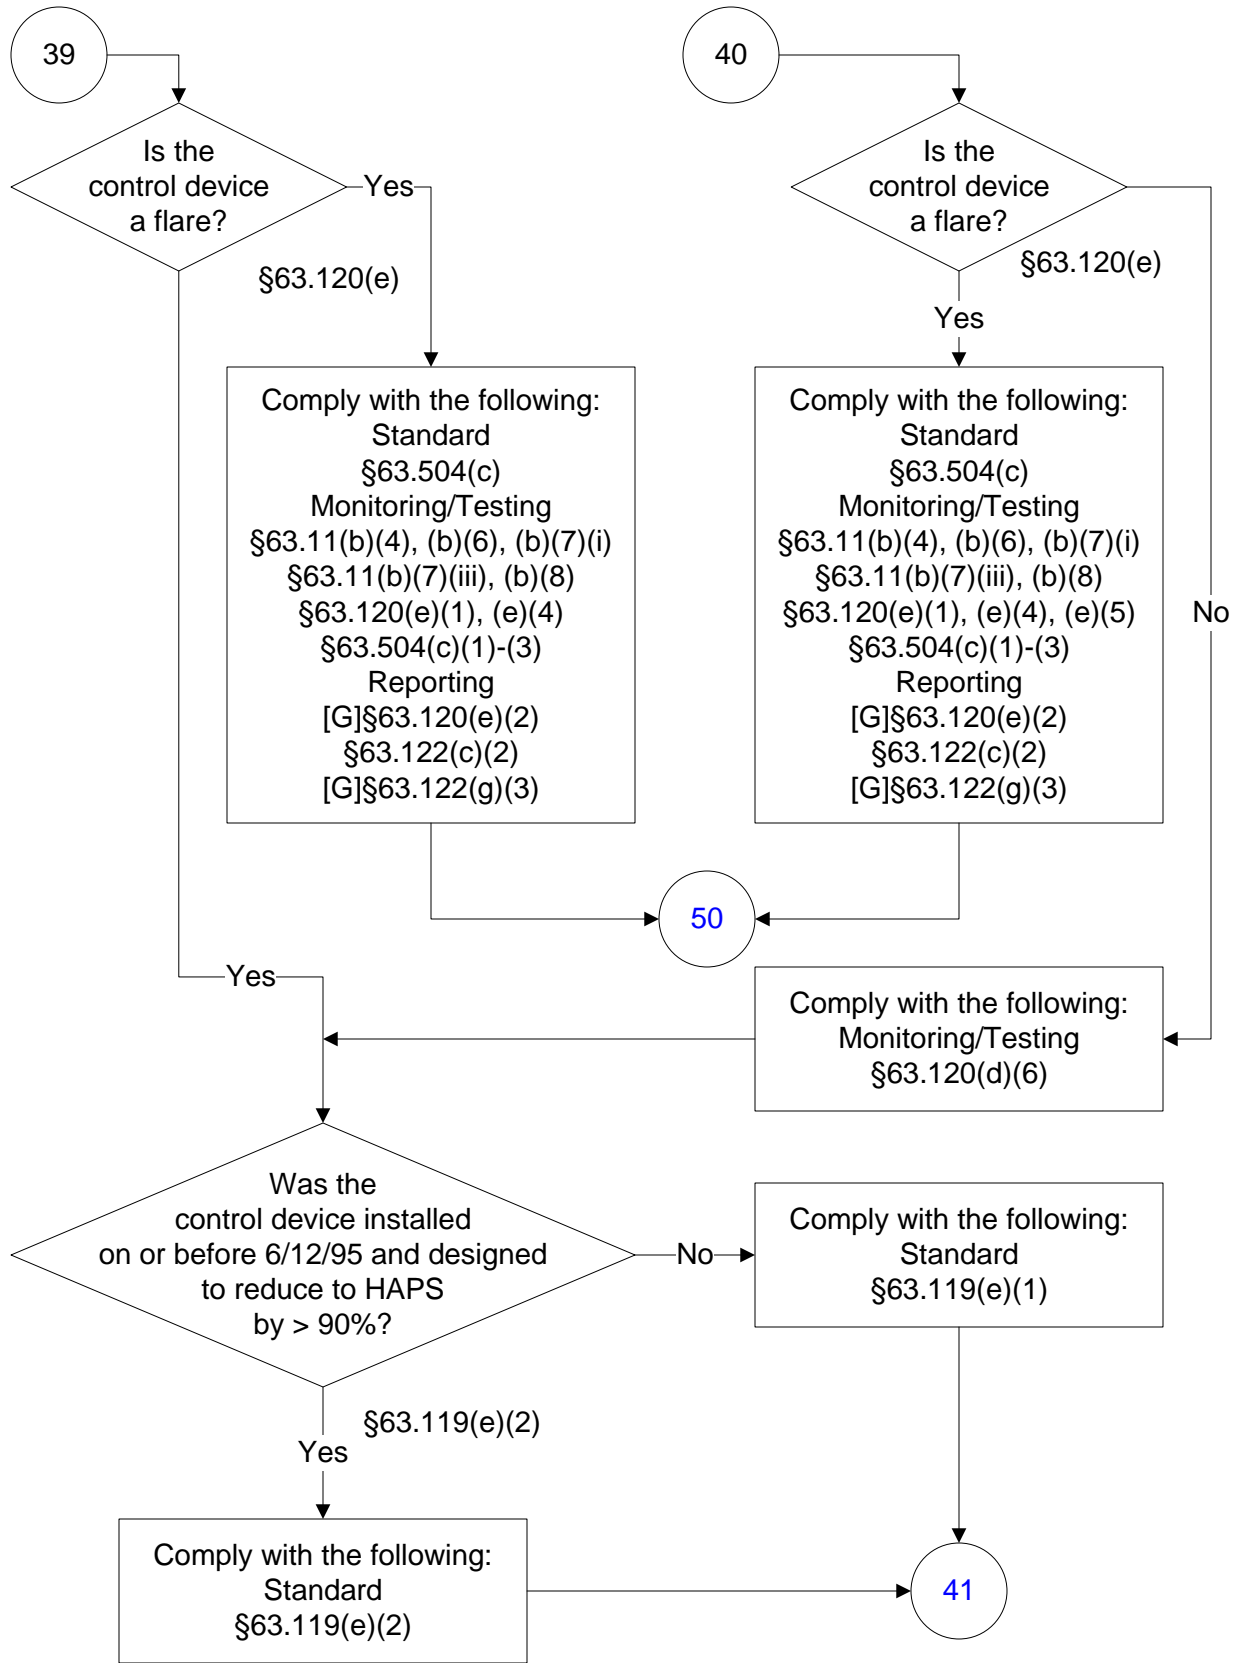 39
Is the
control device
a flare?
Yes
§63.120(e)
Comply with the following:
Standard
§63.504(c)
Monitoring/Testing
§63.11(b)(4), (b)(6), (b)(7)(i)
§63.11(b)(7)(iii), (b)(8)
§63.120(e)(1), (e)(4)
§63.504(c)(1)-(3)
Reporting
[G]§63.120(e)(2)
§63.122(c)(2)
[G]§63.122(g)(3)
40
Is the
control device
a flare?
§63.120(e)
Yes
No
Comply with the following:
Standard
§63.504(c)
Monitoring/Testing
§63.11(b)(4), (b)(6), (b)(7)(i)
§63.11(b)(7)(iii), (b)(8)
§63.120(e)(1), (e)(4), (e)(5)
§63.504(c)(1)-(3)
Reporting
[G]§63.120(e)(2)
§63.122(c)(2)
[G]§63.122(g)(3)
50
Yes
Comply with the following:
Monitoring/Testing
§63.120(d)(6)
Was the
control device installed
on or before 6/12/95 and designed
to reduce to HAPS
by > 90%?
No
Comply with the following:
Standard
§63.119(e)(1)
§63.119(e)(2)
Yes
Comply with the following:
Standard
§63.119(e)(2)
41